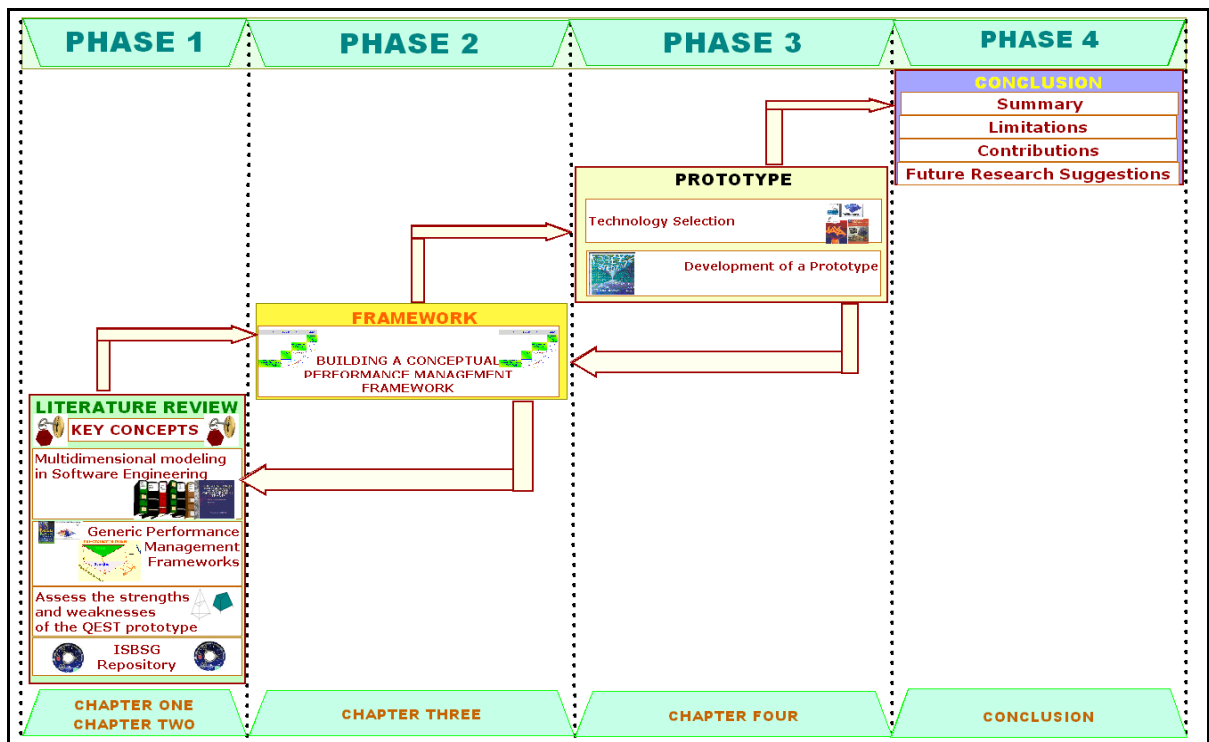 PHASE 1
PHASE 2
PHASE 3
PHASE 4
CONCLUSION
Summary
Limitations
Contributions
Future Research Suggestions
PROTOTYPE
Technology Selection
Development of a Prototype
FRAMEWORK
BUILDING A CONCEPTUAL
PERFORMANCE MANAGEMENT
FRAMEWORK
LITERATURE REVIEW
KEY CONCEPTS
Multidimensional modeling
in Software Engineering
Generic Performance
Management
Frameworks
Assess the strengths
and weaknesses
of the QEST prototype
ISBSG
Repository
CHAPTER ONE
CHAPTER TWO
CHAPTER THREE
CHAPTER FOUR
CONCLUSION